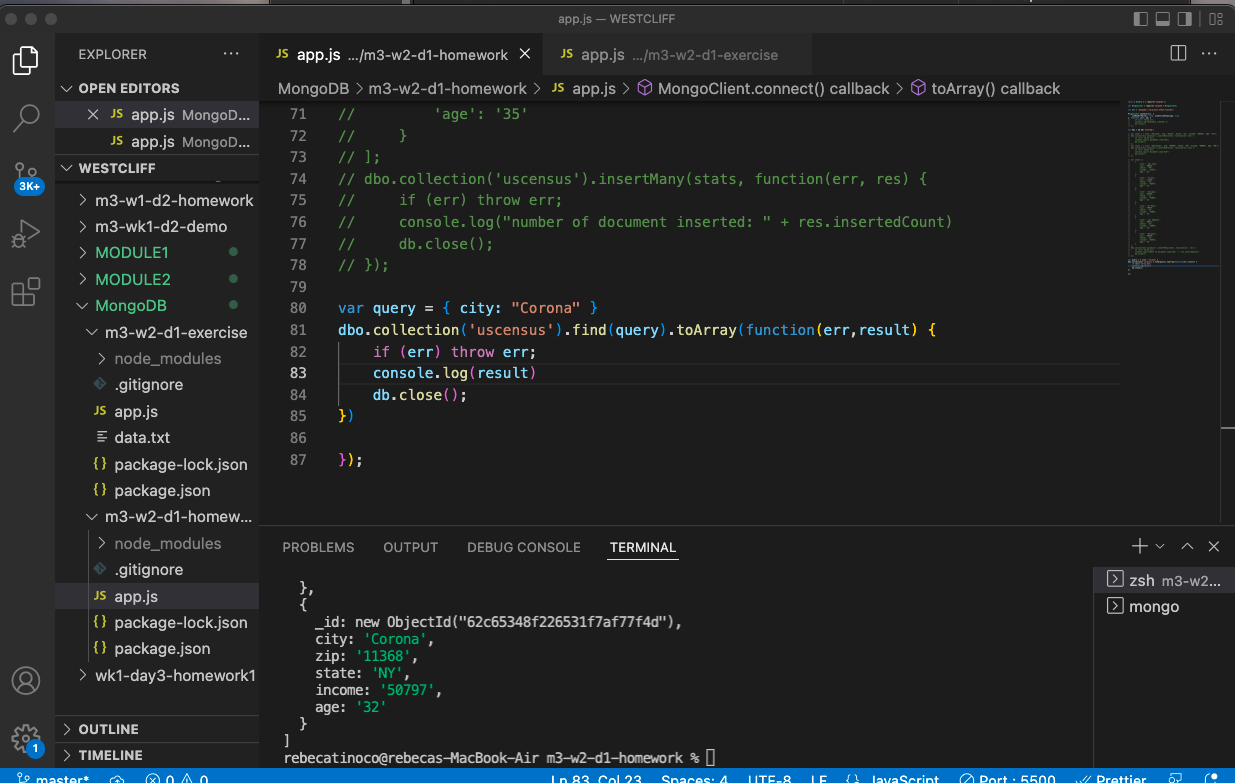 app.js — WESTCLIFF
EXPLORER ...
JS app.js .../m3-w2-d1-homework ×
JS app.js .../m3-w2-d1-exercise
MongoDB > m3-w2-d1-homework > JS app.js > MongoClient.connect() callback > toArray() callback
OPEN EDITORS
× JS app.js MongoD...
JS app.js MongoD...
WESTCLIFF
m3-w1-d2-homework
m3-wk1-d2-demo
MODULE1
MODULE2
MongoDB
m3-w2-d1-exercise
node_modules
.gitignore
JS app.js
data.txt
{} package-lock.json
{} package.json
m3-w2-d1-homew...
node_modules
.gitignore
JS app.js
{} package-lock.json
{} package.json
wk1-day3-homework1
OUTLINE
TIMELINE
3K+
1
71 // 'age': '35'
72 // }
73 // ];
74 // dbo.collection('uscensus').insertMany(stats, function(err, res) {
75 // if (err) throw err;
76 // console.log("number of document inserted: " + res.insertedCount)
77 // db.close();
78 // });
79
80 var query = { city: "Corona" }
81 dbo.collection('uscensus').find(query).toArray(function(err,result) {
82 if (err) throw err;
83 console.log(result)
84 db.close();
85 })
86
87 });
PROBLEMS OUTPUT DEBUG CONSOLE TERMINAL
},
{
_id: new ObjectId("62c65348f226531f7af77f4d"),
city: 'Corona',
zip: '11368',
state: 'NY',
income: '50797',
age: '32'
}
]
rebecatinoco@rebecas-MacBook-Air m3-w2-d1-homework %
zsh m3-w2...
mongo
master* 0 0 Ln 83, Col 23 Spaces: 4 UTF-8 LF {} JavaScript Port : 5500 Prettier